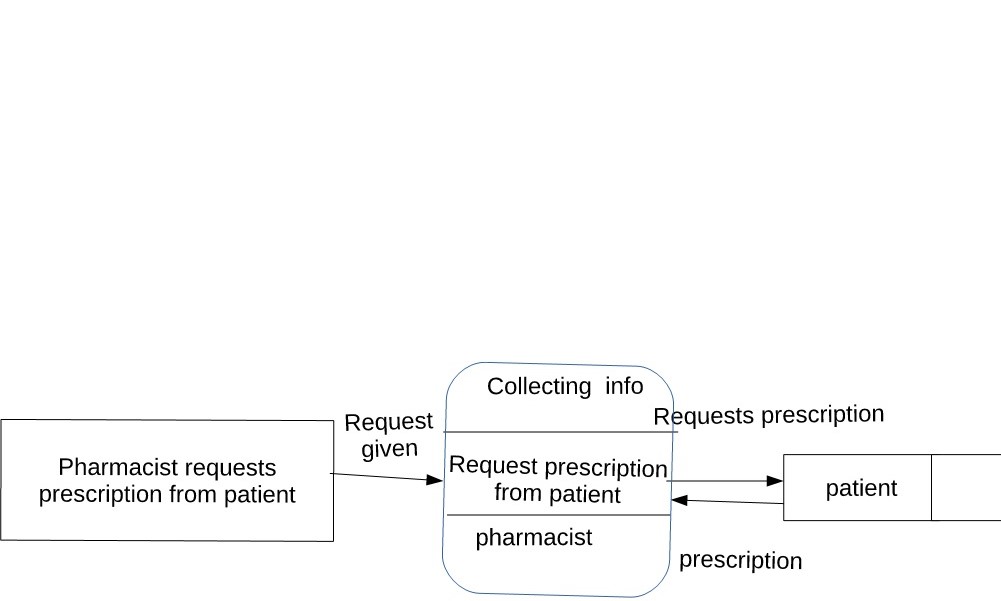 Collecting  info
Requests prescription
Request
given
Pharmacist requests
prescription from patient
Request prescription
from patient
patient
pharmacist
prescription